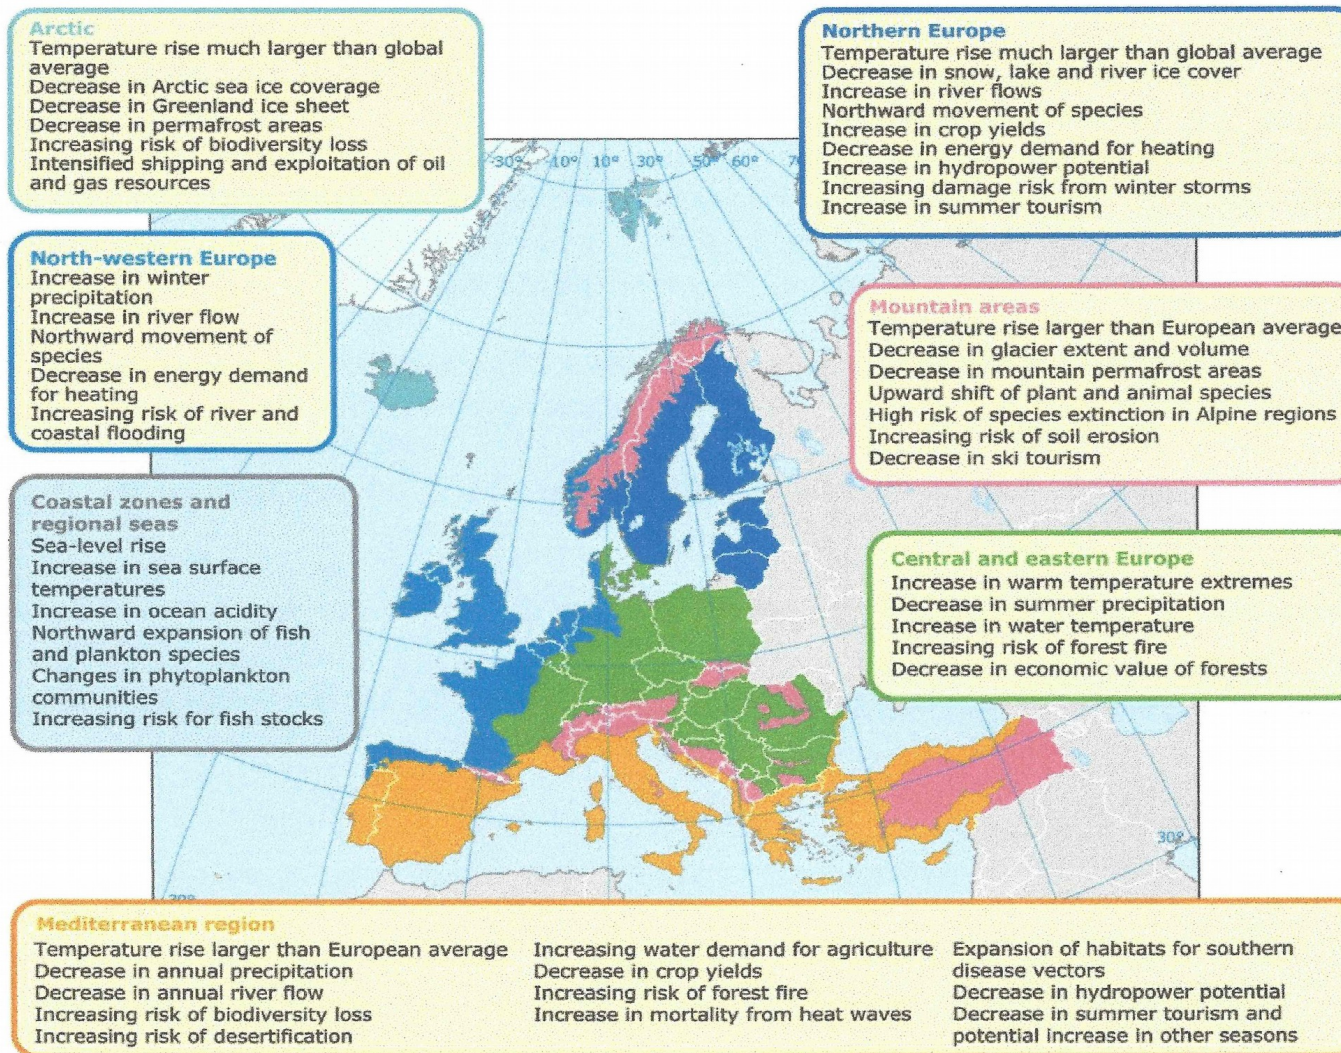 Arctic
Temperature rise much larger than global
average
Decrease in Arctic sea ice coverage
Decrease in Greenland ice sheet
Decrease in permafrost areas
Increasing risk of biodiversity loss
Intensified shipping and exploitation of oil
and gas resources
Northern Europe
Temperature rise much larger than global average
Decrease in snow, lake and river ice cover
Increase in river flows
Northward movement of species
Increase in crop yields
Decrease in energy demand for heating
Increase in hydropower potential
Increasing damage risk from winter storms
Increase in summer tourism
-30° -10° 10° 30° 50° 60°
North-western Europe
Increase in winter
precipitation
Increase in river flow
Northward movement of
species
Decrease in energy demand
for heating
Increasing risk of river and
coastal flooding
Mountain areas
Temperature rise larger than European average
Decrease in glacier extent and volume
Decrease in mountain permafrost areas
Upward shift of plant and animal species
High risk of species extinction in Alpine regions
Increasing risk of soil erosion
Decrease in ski tourism
Coastal zones and
regional seas
Sea-level rise
Increase in sea surface
temperatures
Increase in ocean acidity
Northward expansion of fish
and plankton species
Changes in phytoplankton
communities
Increasing risk for fish stocks
Central and eastern Europe
Increase in warm temperature extremes
Decrease in summer precipitation
Increase in water temperature
Increasing risk of forest fire
Decrease in economic value of forests
30°
Mediterranean region
Temperature rise larger than European average
Decrease in annual precipitation
Decrease in annual river flow
Increasing risk of biodiversity loss
Increasing risk of desertification
Increasing water demand for agriculture
Decrease in crop yields
Increasing risk of forest fire
Increase in mortality from heat waves
Expansion of habitats for southern
disease vectors
Decrease in hydropower potential
Decrease in summer tourism and
potential increase in other seasons